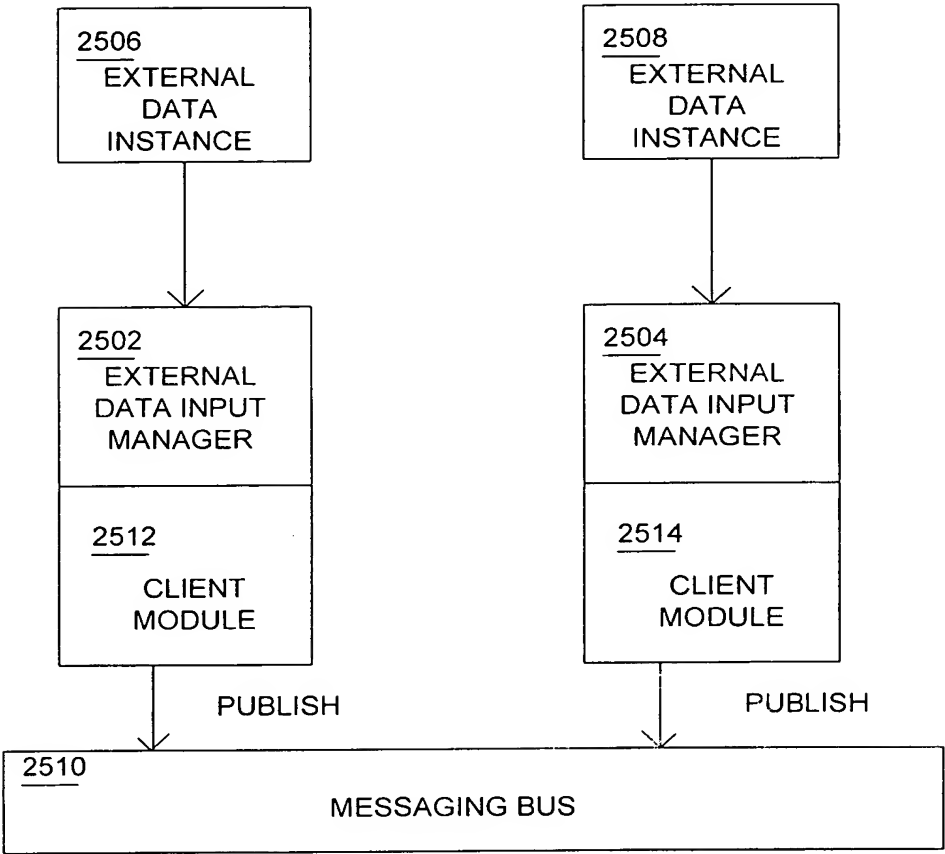 2506
EXTERNAL
DATA
INSTANCE
2508
EXTERNAL
DATA
INSTANCE
2502
EXTERNAL
DATA INPUT
MANAGER
2504
EXTERNAL
DATA INPUT
MANAGER
2512
CLIENT
MODULE
2514
CLIENT
MODULE
PUBLISH
PUBLISH
2510
MESSAGING BUS